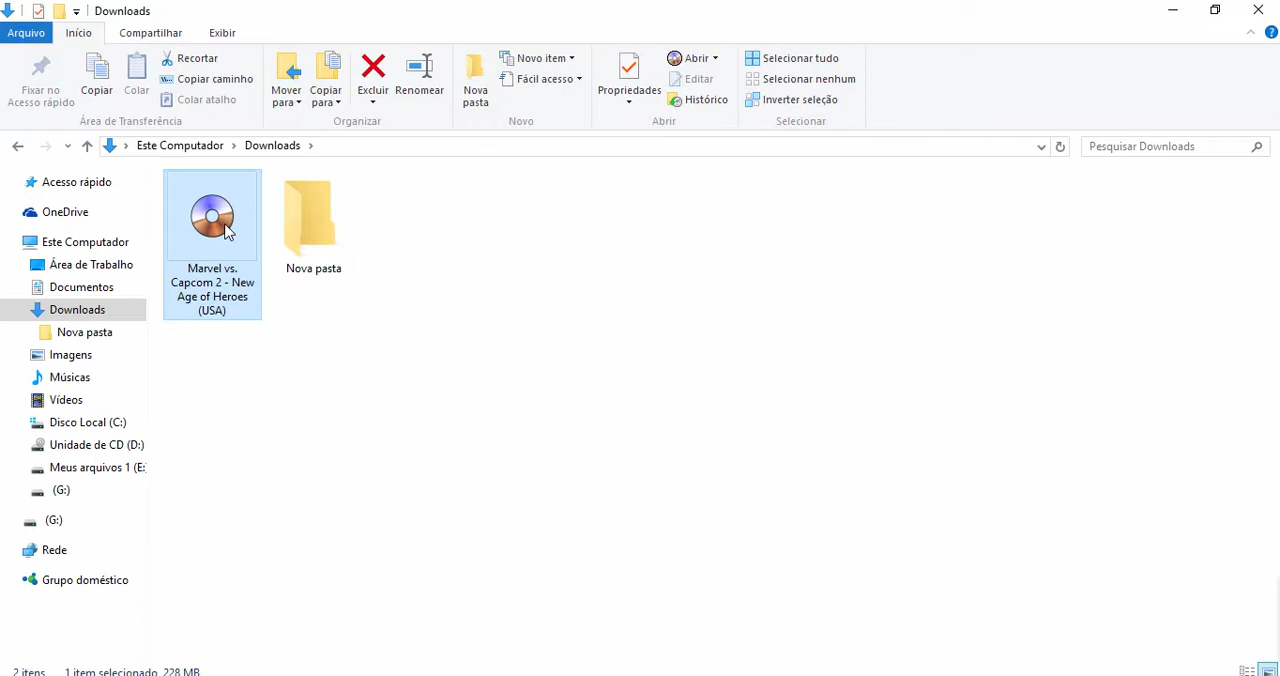 Downloads
Arquivo Início Compartilhar Exibir
Fixar no
Acesso rápido
Copiar
Colar
Recortar
Copiar caminho
Colar atalho
Área de Transferência
Mover
para
Copiar
para
Excluir
Renomear
Organizar
Nova
pasta
Novo item
Fácil acesso
Novo
Propriedades
Abrir
Editar
Histórico
Abrir
Selecionar tudo
Selecionar nenhum
Inverter seleção
Selecionar
Este Computador Downloads
Pesquisar Downloads
Acesso rápido
OneDrive
Este Computador
Área de Trabalho
Documentos
Downloads
Nova pasta
Imagens
Músicas
Vídeos
Disco Local (C:)
Unidade de CD (D:)
Meus arquivos 1 (E:
(G:)
(G:)
Rede
Grupo doméstico
Marvel vs.
Capcom 2 - New
Age of Heroes
(USA)
Nova pasta
2 itens 1 item selecionado 228 MB